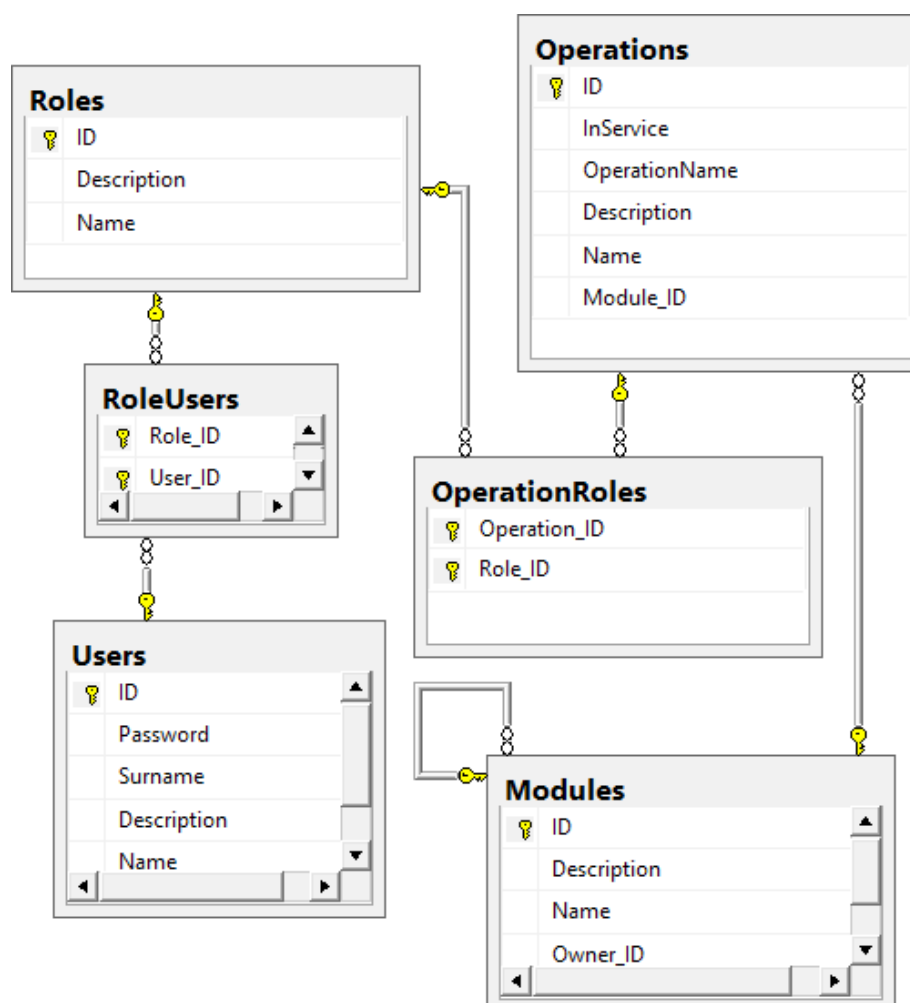 Roles
ID
Description
Name
Operations
ID
InService
OperationName
Description
Name
Module_ID
RoleUsers
Role_ID
User_ID
OperationRoles
Operation_ID
Role_ID
Users
ID
Password
Surname
Description
Name
Modules
ID
Description
Name
Owner_ID